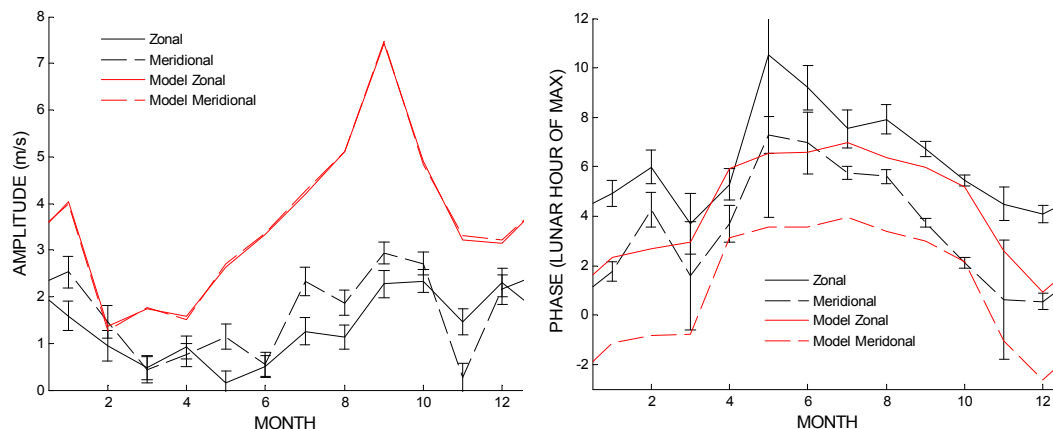 8
7
6
5
4
3
2
1
0
AMPLITUDE (m/s)
Zonal
Meridional
Model Zonal
Model Meridional
2 4 6 8 10 12
MONTH
12
10
8
6
4
2
0
-2
PHASE (LUNAR HOUR OF MAX)
Zonal
Meridional
Model Zonal
Model Meridional
2 4 6 8 10 12
MONTH